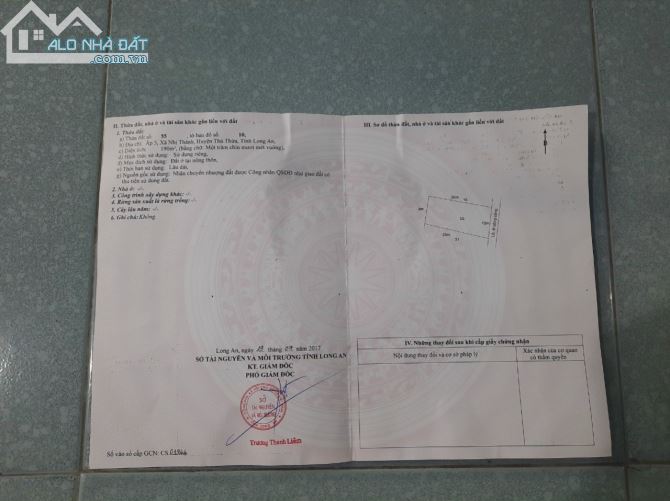 ALO NHÀ ĐẤT
II. Thửa đất, nhà ở và tài sản khác gắn liền với đất
1. Thửa đất
a) Thửa đất số: 55 tờ bản đồ số: 10,
b) Địa chỉ: Ấp 5, Xã Nhị Thành, Huyện Thủ Thừa, Tỉnh Long An,
c) Diện tích: 190m², (bằng chữ: Một trăm chín mươi mét vuông),
d) Hình thức sử dụng: Sử dụng riêng,
đ) Mục đích sử dụng: Đất ở tại nông thôn,
e) Thời hạn sử dụng: Lâu dài,
g) Nguồn gốc sử dụng: Nhận chuyển nhượng đất được Công nhận QSDĐ như giao đất có
thu tiền sử dụng đất.
2. Nhà ở: -/-.
3. Công trình xây dựng khác: -/-.
4. Rừng sản xuất là rừng trồng: -/-.
5. Cây lâu năm: -/-.
6. Ghi chú: Không.
Long An, ngày tháng năm 2017
SỞ TÀI NGUYÊN VÀ MÔI TRƯỜNG TỈNH LONG AN
KT. GIÁM ĐỐC
PHÓ GIÁM ĐỐC
SỞ
TÀI NGUYÊN
VÀ MÔI TRƯỜNG
Trương Thanh Liêm
Số vào sổ cấp GCN: CS
III. Sơ đồ thửa đất, nhà ở và tài sản khác gắn liền với đất
IV. Những thay đổi sau khi cấp giấy chứng nhận
Nội dung thay đổi và cơ sở pháp lý
Xác nhận của cơ quan
có thẩm quyền